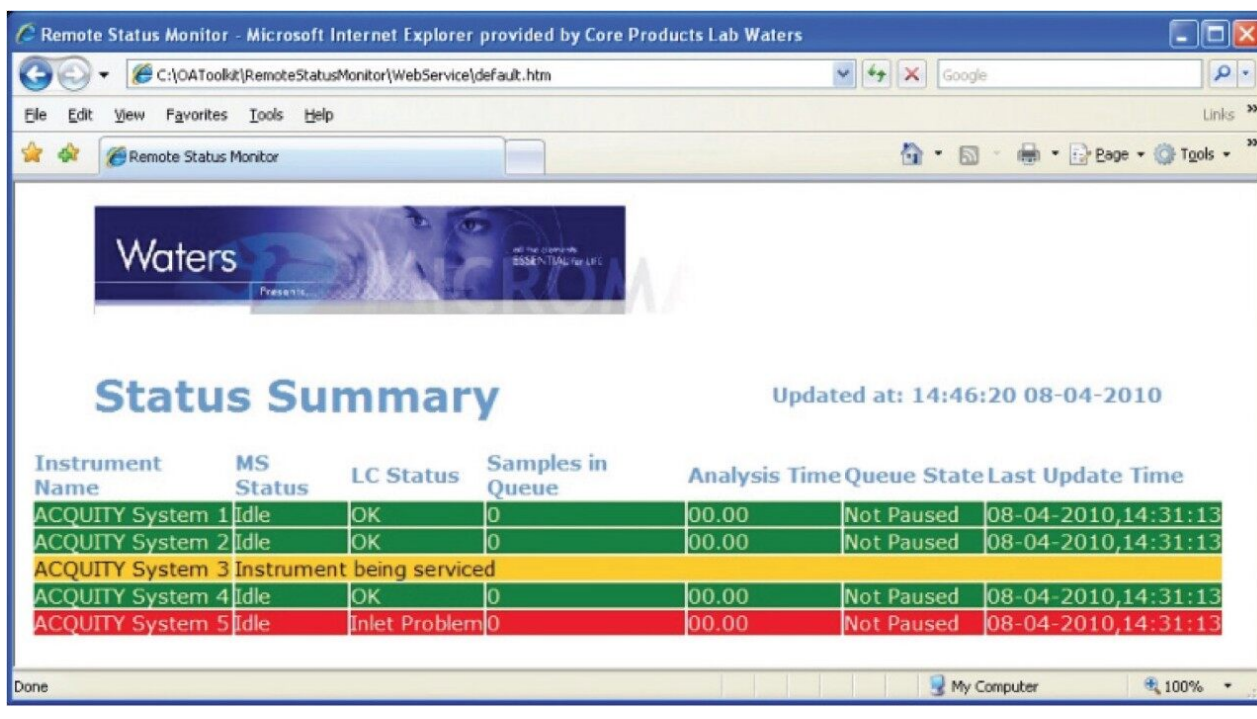 Remote Status Monitor - Microsoft Internet Explorer provided by Core Products Lab Waters
C:\OAToolkit\RemoteStatusMonitor\WebService\default.htm
Google
File Edit View Favorites Tools Help
Links »
Remote Status Monitor
Page Tools »
Waters
all the elements
ESSENTIAL for LIFE
Presents...
MICROMA
Status Summary
Updated at: 14:46:20 08-04-2010
Instrument Name MS Status LC Status Samples in Queue Analysis Time Queue State Last Update Time
ACQUITY System 1 Idle OK 0 00.00 Not Paused 08-04-2010,14:31:13
ACQUITY System 2 Idle OK 0 00.00 Not Paused 08-04-2010,14:31:13
ACQUITY System 3 Instrument being serviced
ACQUITY System 4 Idle OK 0 00.00 Not Paused 08-04-2010,14:31:13
ACQUITY System 5 Idle Inlet Problem 0 00.00 Not Paused 08-04-2010,14:31:13
Done
My Computer
100%